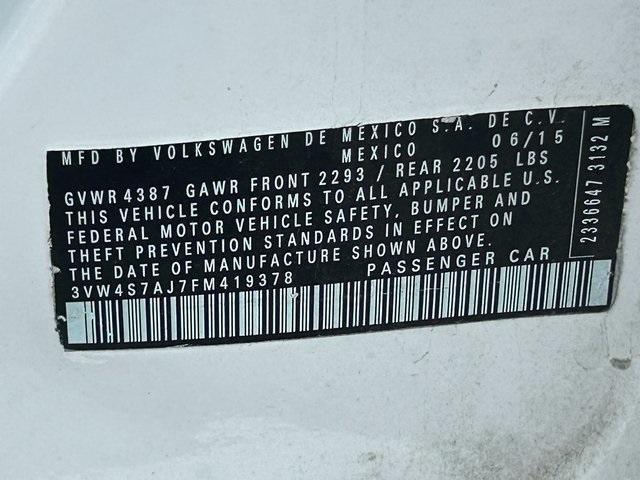 MFD BY VOLKSWAGEN DE MEXICO S.A. DE C.V.
MEXICO 06/15
GVWR 4387 GAWR FRONT 2293 / REAR 2205 LBS
THIS VEHICLE CONFORMS TO ALL APPLICABLE U.S.
FEDERAL MOTOR VEHICLE SAFETY, BUMPER AND
THEFT PREVENTION STANDARDS IN EFFECT ON
THE DATE OF MANUFACTURE SHOWN ABOVE.
3VW4S7AJ7FM419378 PASSENGER CAR
2336647 3132 M